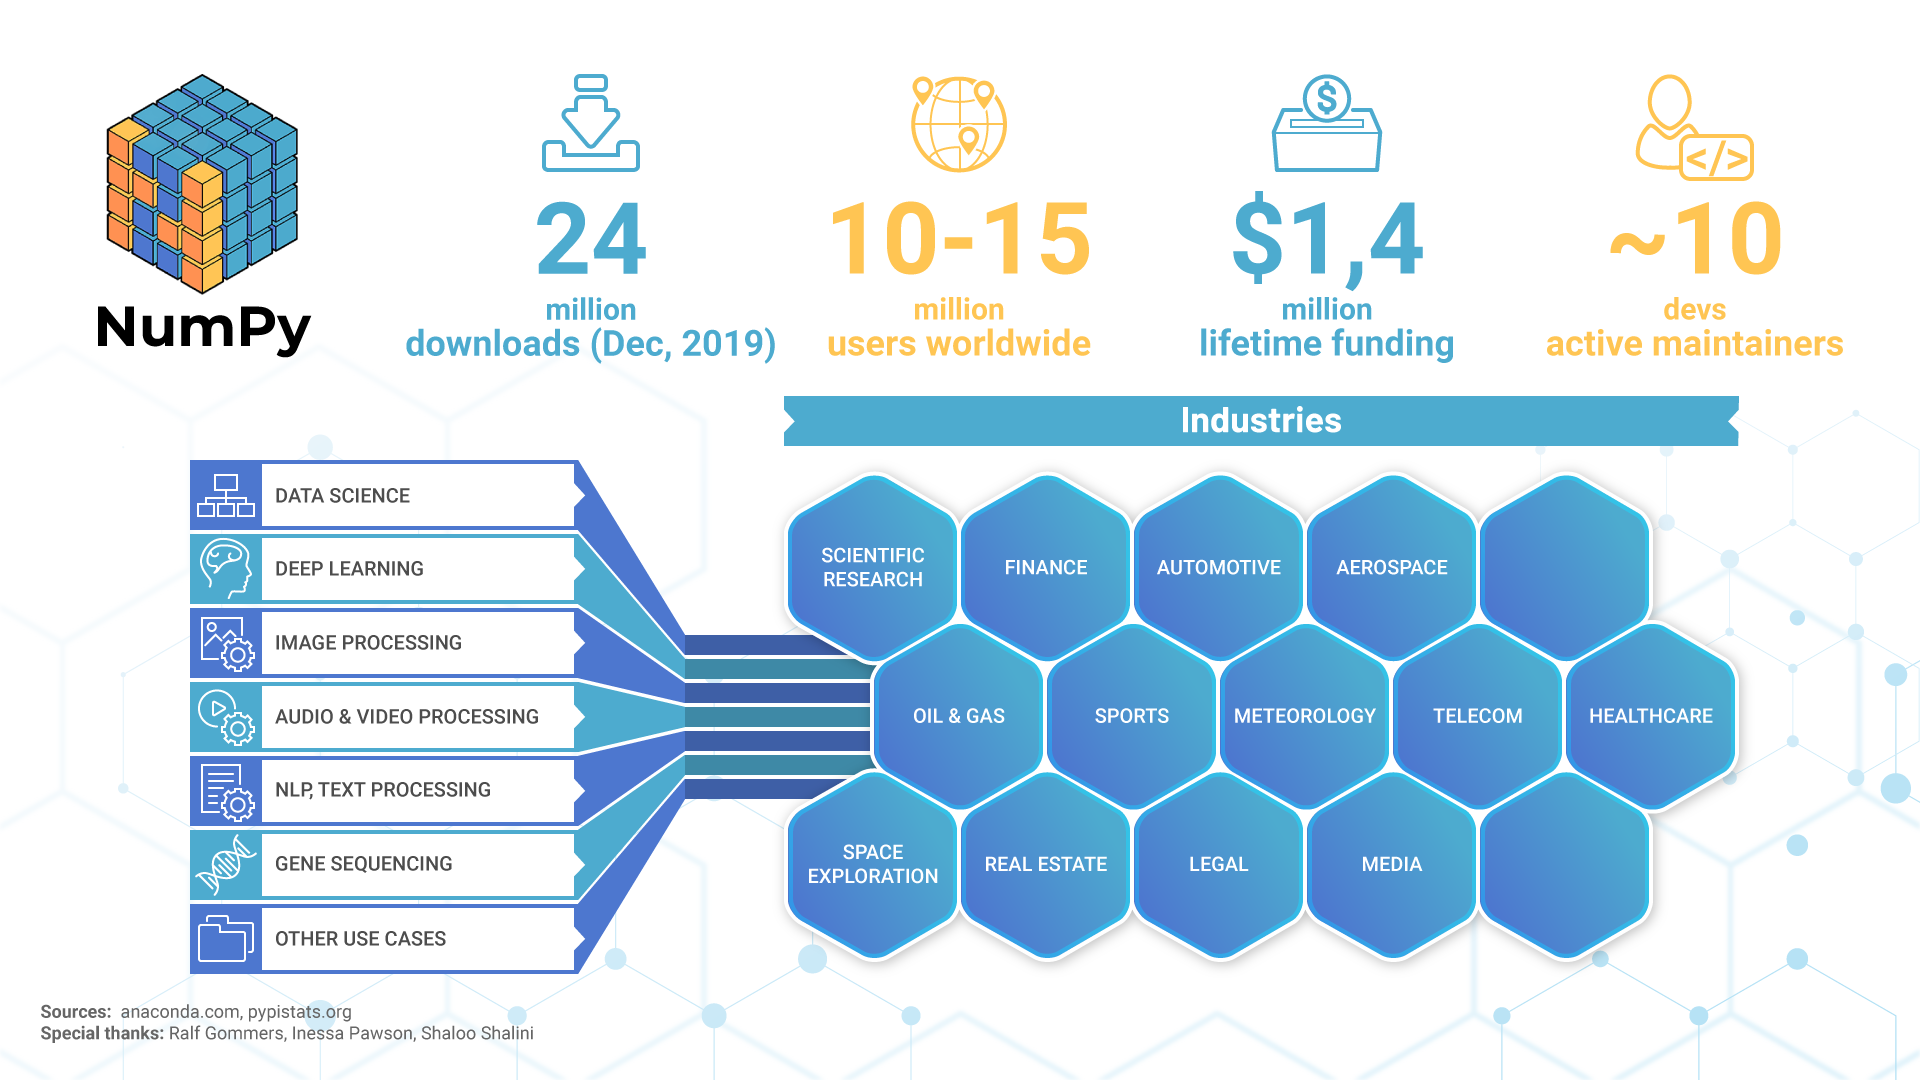 NumPy
24
million
downloads (Dec, 2019)
10-15
million
users worldwide
$1,4
million
lifetime funding
~10
devs
active maintainers
</>
$
Industries
DATA SCIENCE
DEEP LEARNING
IMAGE PROCESSING
AUDIO & VIDEO PROCESSING
NLP, TEXT PROCESSING
GENE SEQUENCING
OTHER USE CASES
SCIENTIFIC
RESEARCH
FINANCE
AUTOMOTIVE
AEROSPACE
OIL & GAS
SPORTS
METEOROLOGY
TELECOM
HEALTHCARE
SPACE
EXPLORATION
REAL ESTATE
LEGAL
MEDIA
Sources: anaconda.com, pypistats.org
Special thanks: Ralf Gommers, Inessa Pawson, Shaloo Shalini